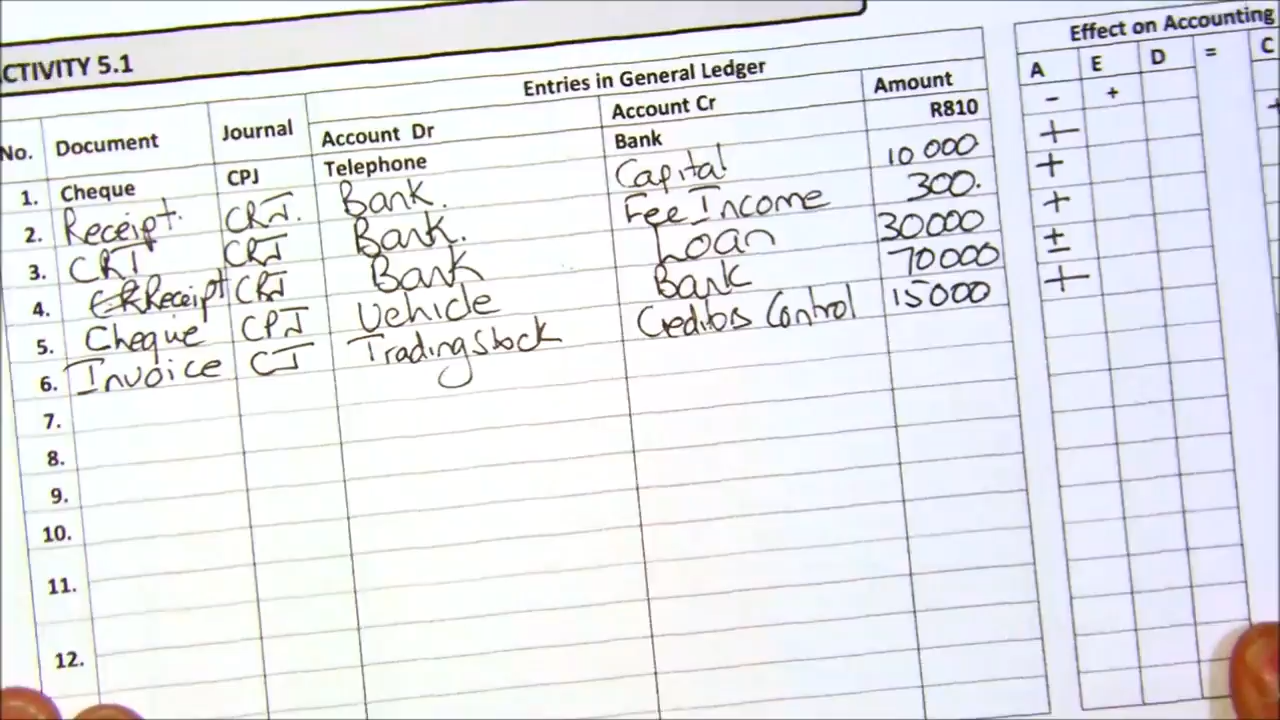 CTIVITY 5.1
Entries in General Ledger
Effect on Accounting
No. Document Journal Account Dr Account Cr Amount A E D = C
1. Cheque CPJ Telephone Bank R810 - +
2. Receipt. CRJ. Bank. Capital 10 000 +
3. CRT CRJ Bank. Fee Income 300. +
4. Receipt CRJ Bank Loan 30000 +
5. Cheque CPJ Vehicle Bank 70000 ±
6. Invoice CJ Trading Stock Creditors Control 15000 +
7.
8.
9.
10.
11.
12.